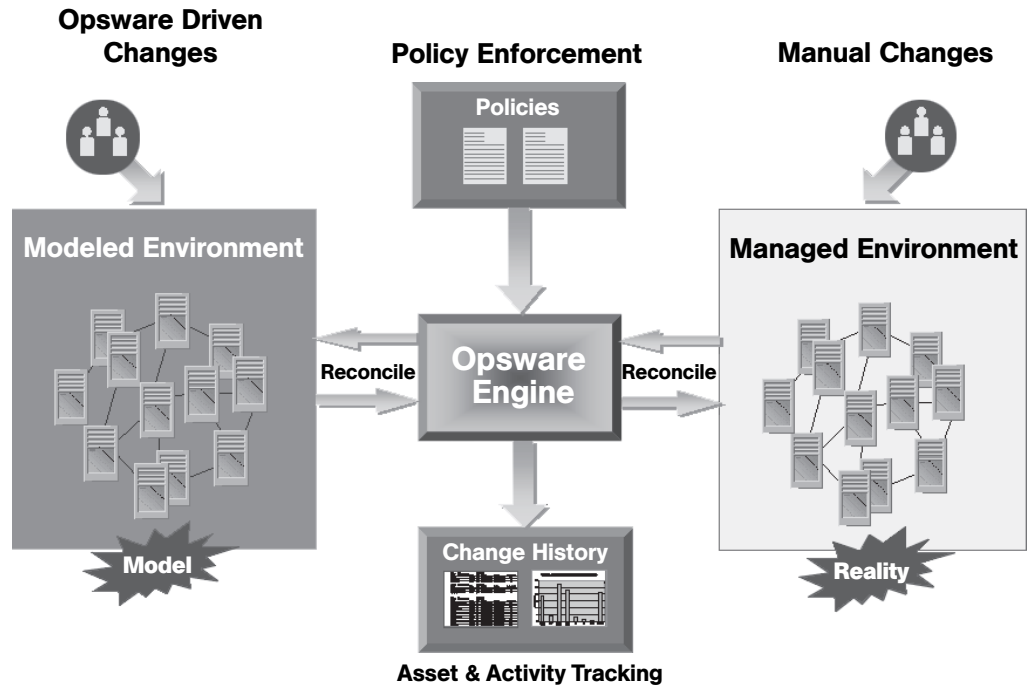 Opsware Driven
Changes
Policy Enforcement
Manual Changes
Policies
Modeled Environment
Managed Environment
Reconcile
Opsware
Engine
Reconcile
Model
Change History
Reality
Asset & Activity Tracking